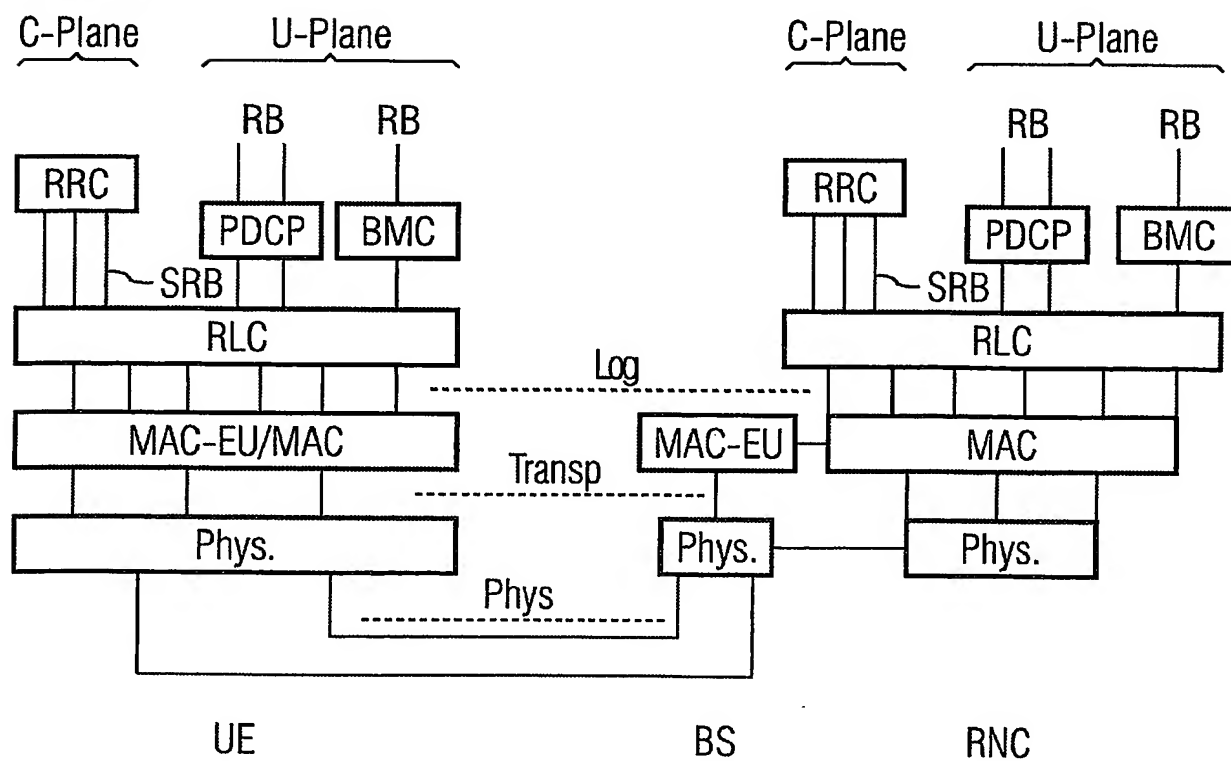 C-Plane U-Plane C-Plane U-Plane
RB RB RB RB
RRC RRC
PDCP BMC PDCP BMC
SRB SRB
RLC RLC
Log
MAC-EU/MAC MAC-EU MAC
Transp
Phys. Phys. Phys.
Phys
UE BS RNC